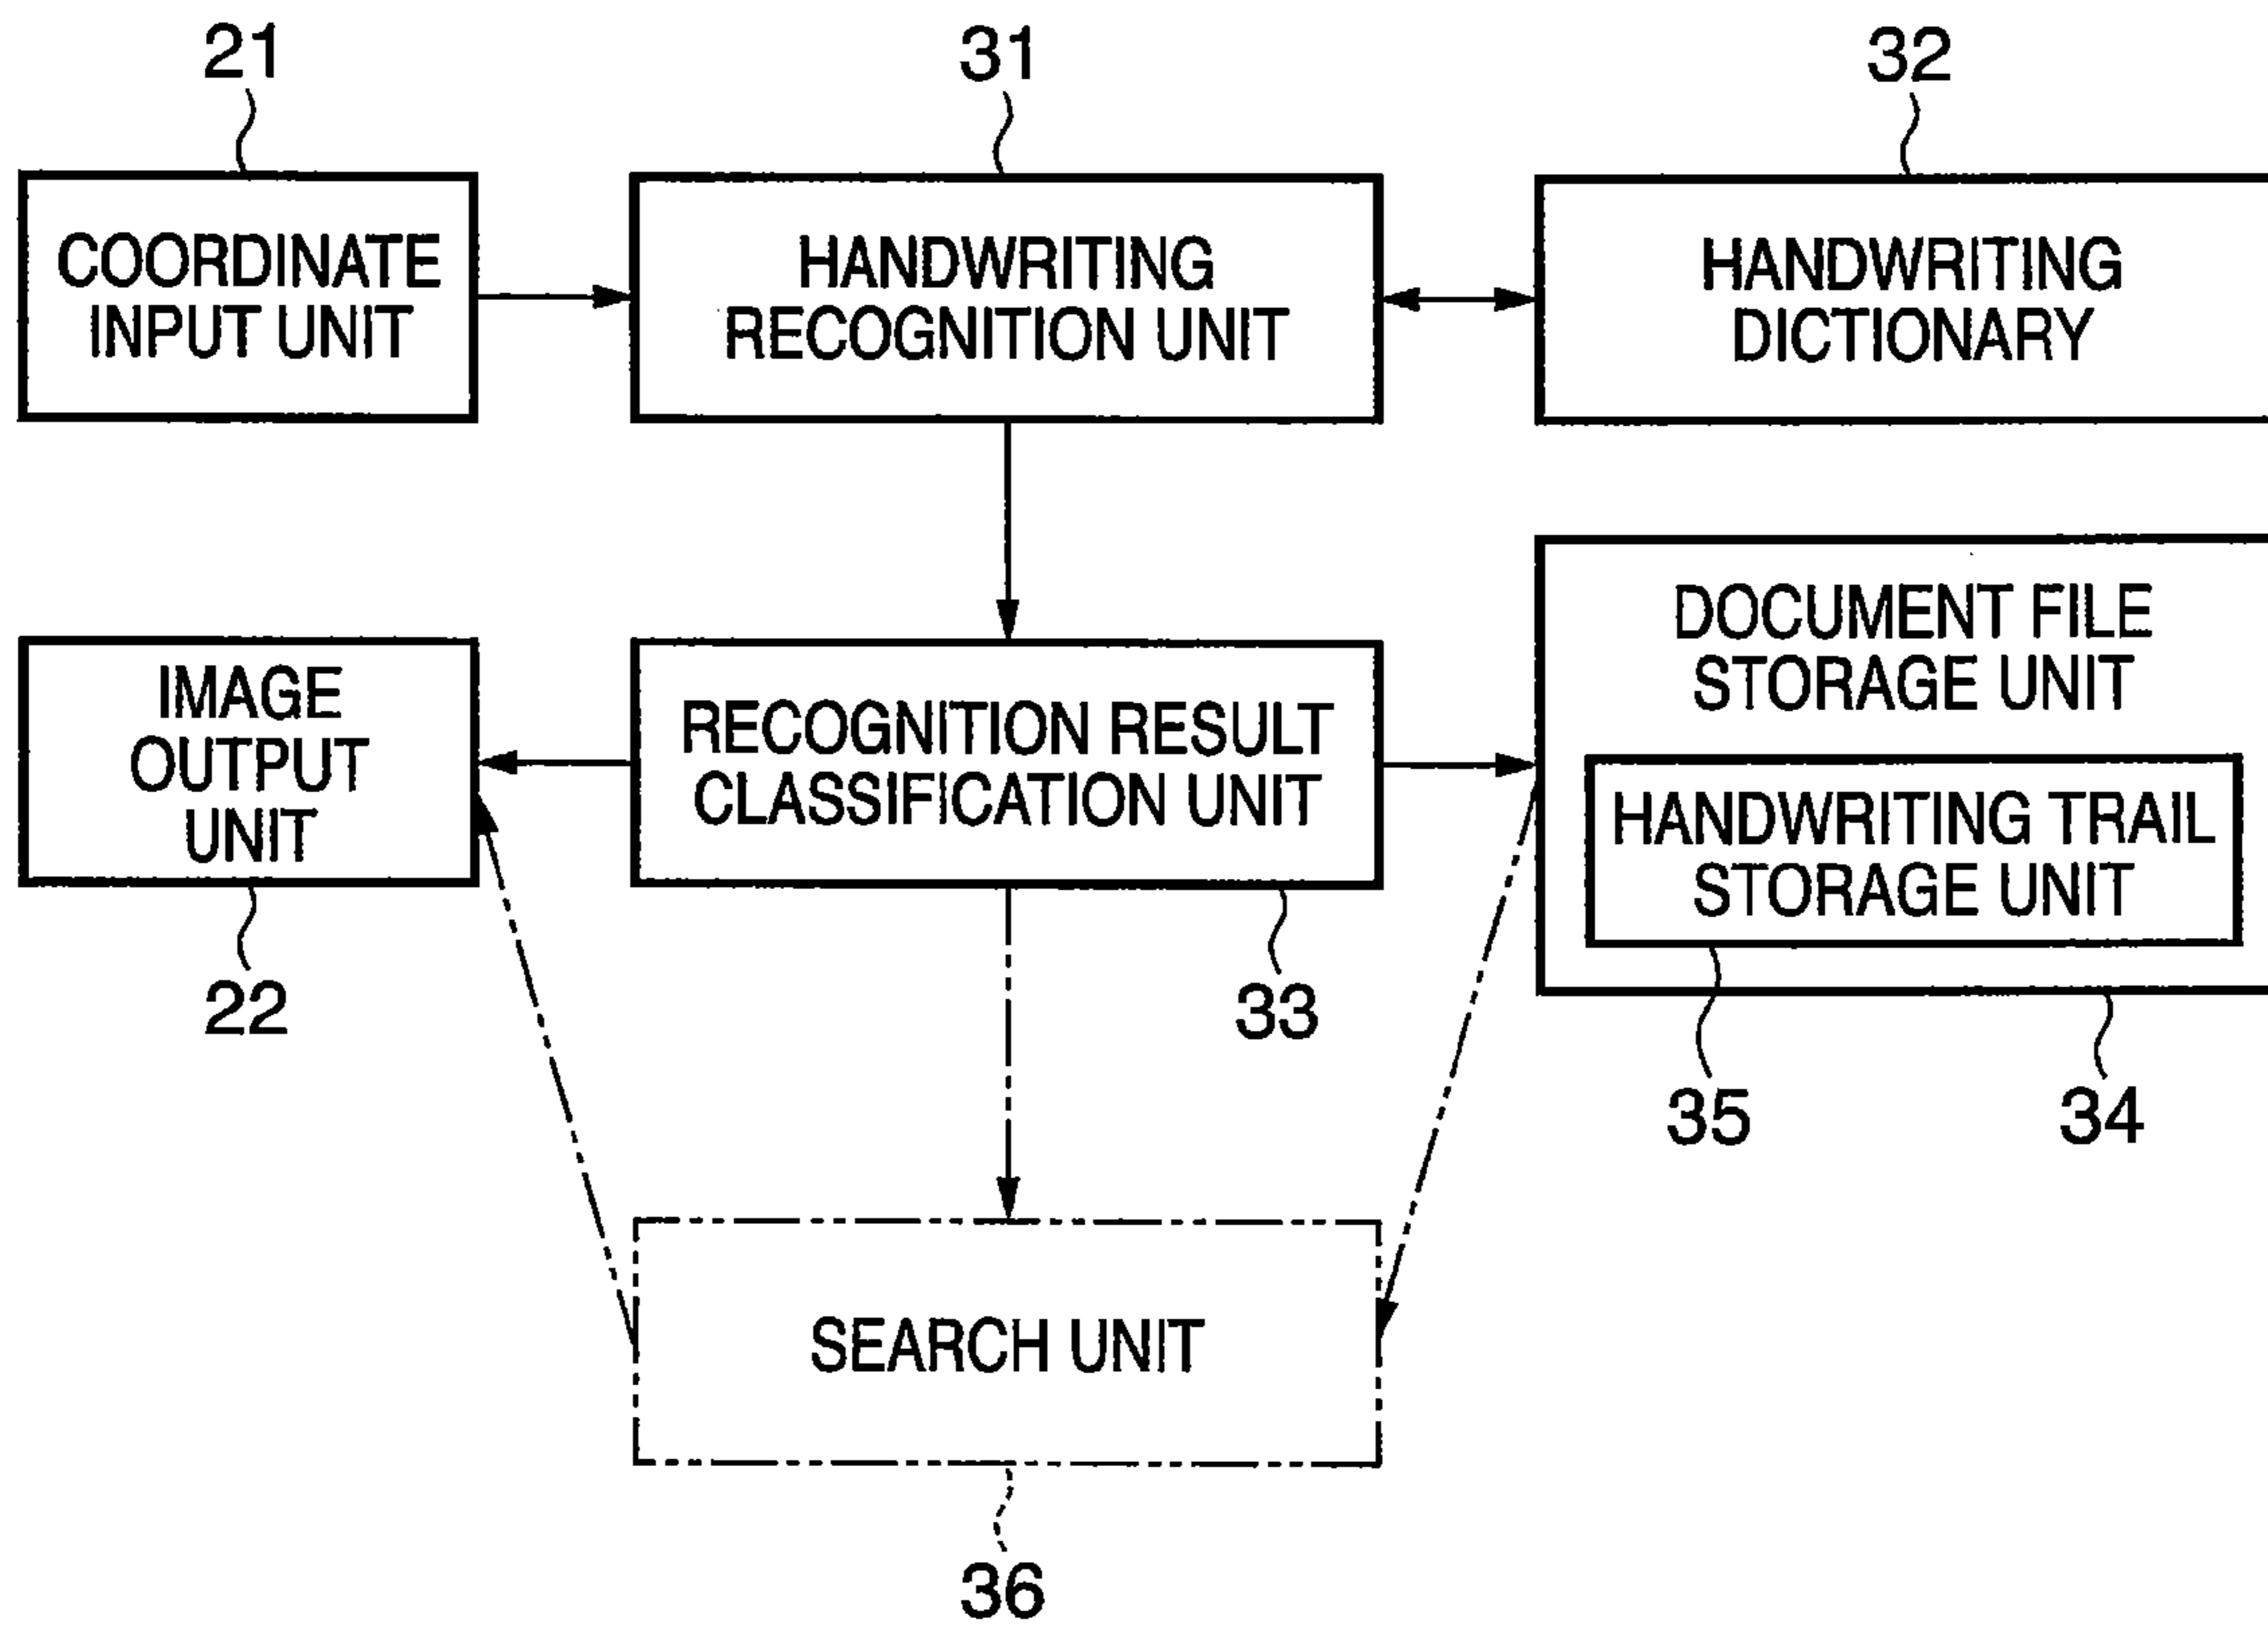 21
31
32
COORDINATE
INPUT UNIT
HANDWRITING
RECOGNITION UNIT
HANDWRITING
DICTIONARY
IMAGE
OUTPUT
UNIT
22
RECOGNITION RESULT
CLASSIFICATION UNIT
33
DOCUMENT FILE
STORAGE UNIT
HANDWRITING TRAIL
STORAGE UNIT
35
34
SEARCH UNIT
36